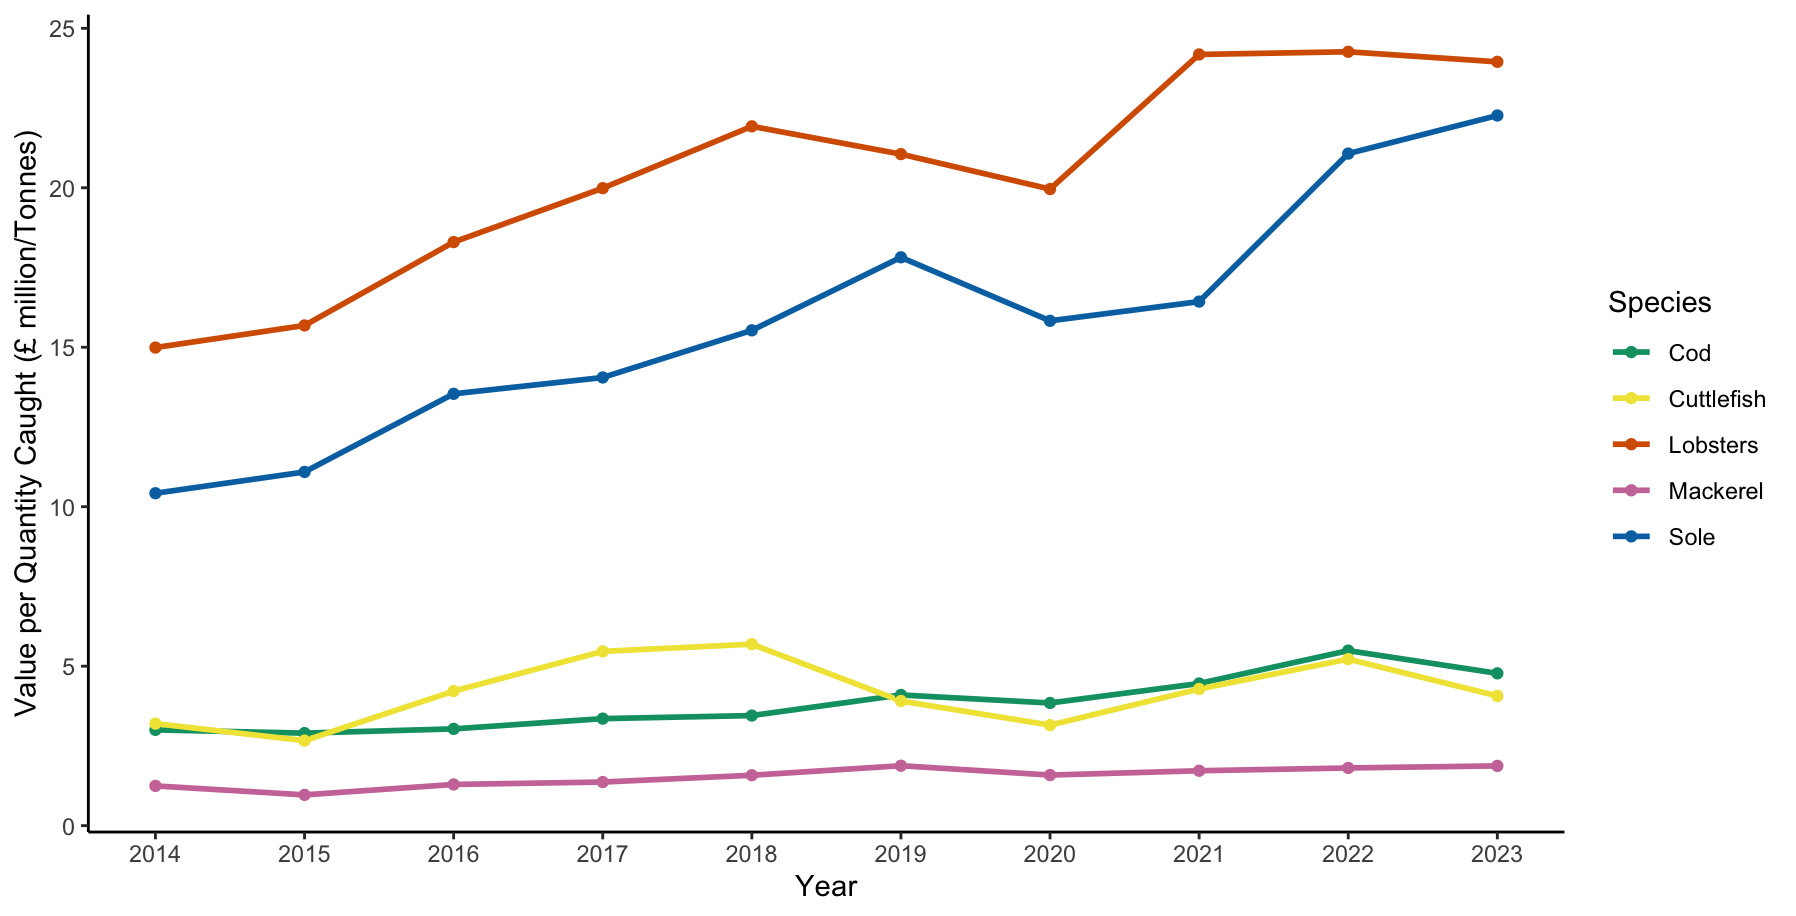 Value per Quantity Caught (£ million/Tonnes)
25
20
15
10
5
0
2014 2015 2016 2017 2018 2019 2020 2021 2022 2023
Year
Species
Cod
Cuttlefish
Lobsters
Mackerel
Sole